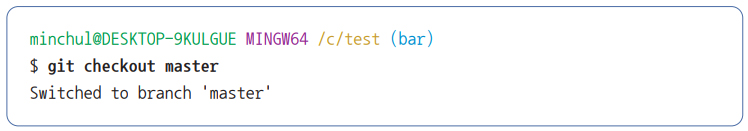 minchul@DESKTOP-9KULGUE MINGW64 /c/test (bar)
$ git checkout master
Switched to branch 'master'